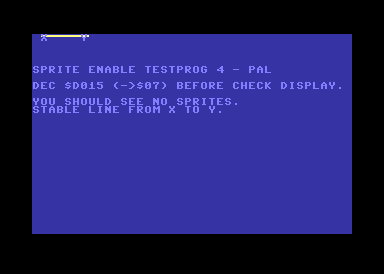 X Y
SPRITE ENABLE TESTPROG 4 - PAL
DEC $D015 (->$07) BEFORE CHECK DISPLAY.
YOU SHOULD SEE NO SPRITES.
STABLE LINE FROM X TO Y.